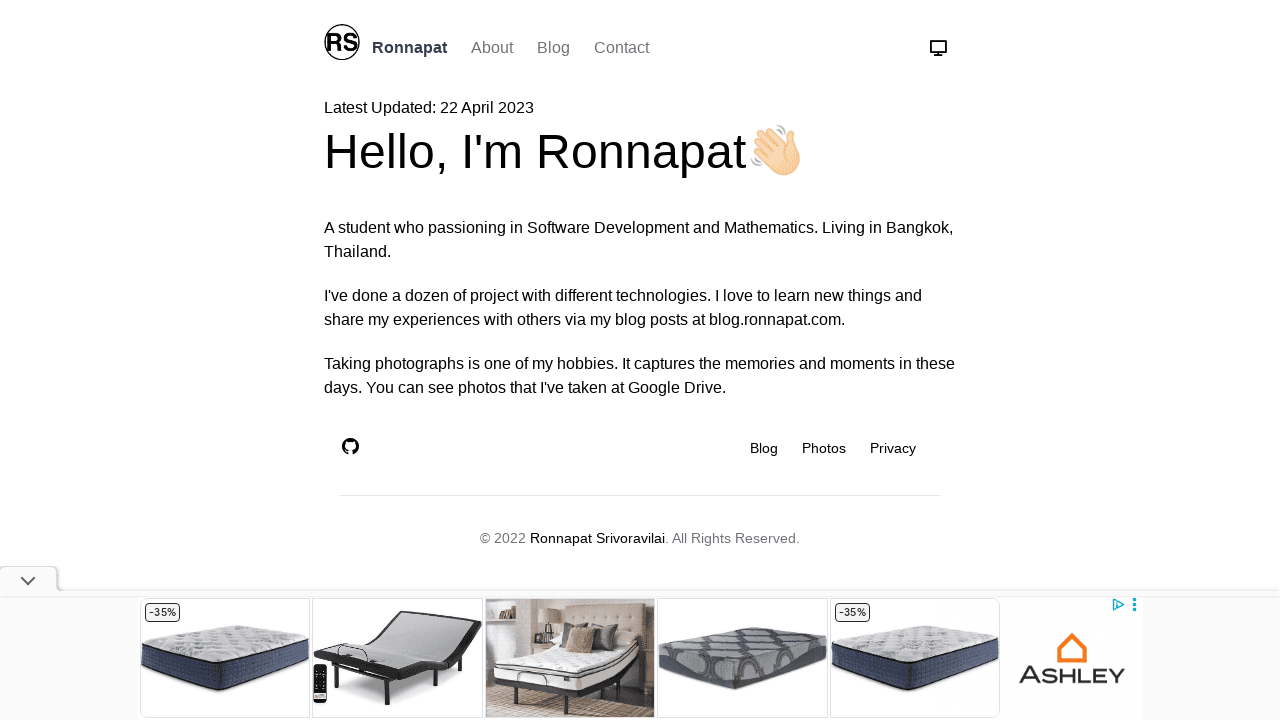 RS
Ronnapat About Blog Contact
Latest Updated: 22 April 2023
Hello, I'm Ronnapat👋🏻
A student who passioning in Software Development and Mathematics. Living in Bangkok,
Thailand.
I've done a dozen of project with different technologies. I love to learn new things and
share my experiences with others via my blog posts at blog.ronnapat.com.
Taking photographs is one of my hobbies. It captures the memories and moments in these
days. You can see photos that I've taken at Google Drive.
Blog Photos Privacy
© 2022 Ronnapat Srivoravilai. All Rights Reserved.
-35%
-35%
ASHLEY